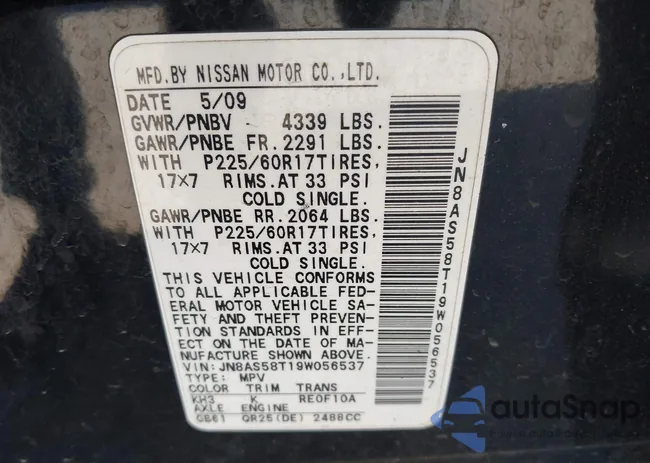 MFD.BY NISSAN MOTOR CO.,LTD.
DATE 5/09
GVWR/PNBV - 4339 LBS.
GAWR/PNBE FR.2291 LBS.
WITH P225/60R17TIRES,
17x7 RIMS.AT 33 PSI
COLD SINGLE.
GAWR/PNBE RR.2064 LBS.
WITH P225/60R17TIRES,
17x7 RIMS.AT 33 PSI
COLD SINGLE.
THIS VEHICLE CONFORMS
TO ALL APPLICABLE FED-
ERAL MOTOR VEHICLE SA-
FETY AND THEFT PREVEN-
TION STANDARDS IN EFF-
ECT ON THE DATE OF MA-
NUFACTURE SHOWN ABOVE.
VIN:JN8AS58T19W056537
TYPE: MPV
COLOR TRIM TRANS
KH3 K RE0F10A
AXLE ENGINE
GB61 QR25(DE) 2488CC
JN8AS58T19W056537
autoSnap